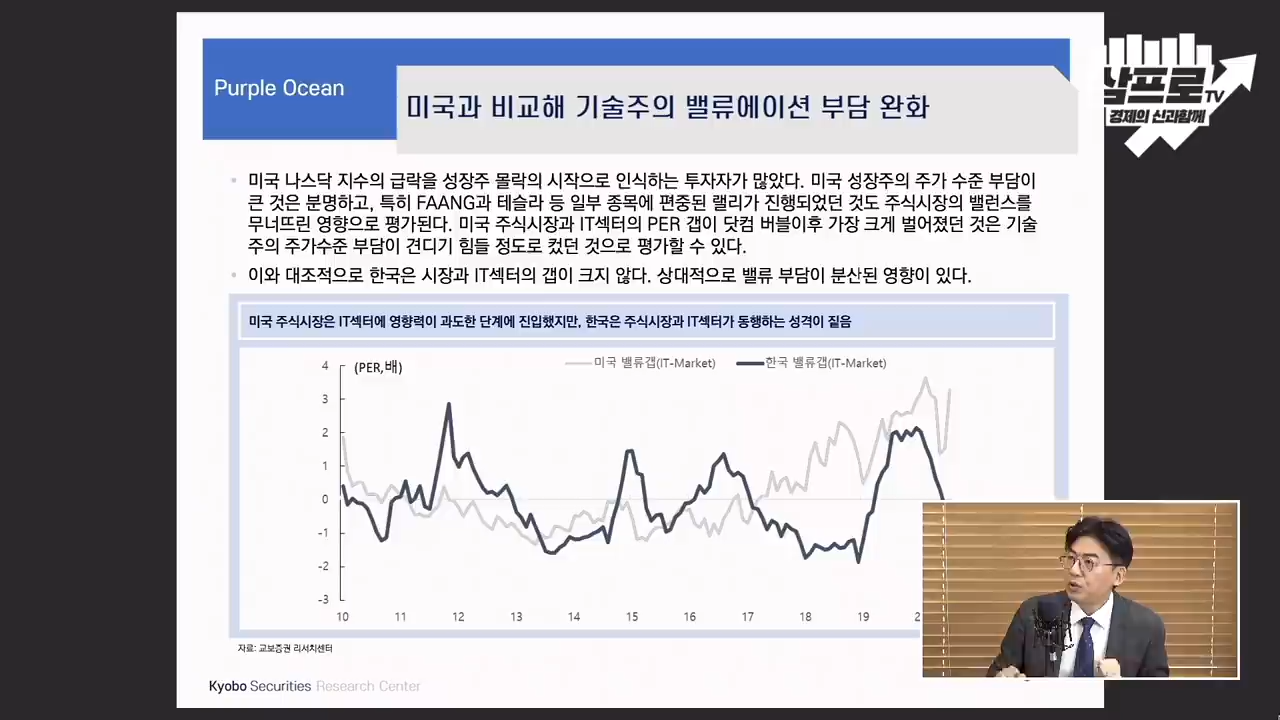 Purple Ocean
미국과 비교해 기술주의 밸류에이션 부담 완화
삼프로TV
경제의 신과함께
미국 나스닥 지수의 급락을 성장주 몰락의 시작으로 인식하는 투자자가 많았다. 미국 성장주의 주가 수준 부담이
큰 것은 분명하고, 특히 FAANG과 테슬라 등 일부 종목에 편중된 랠리가 진행되었던 것도 주식시장의 밸런스를
무너뜨린 영향으로 평가된다. 미국 주식시장과 IT섹터의 PER 갭이 닷컴 버블이후 가장 크게 벌어졌던 것은 기술
주의 주가수준 부담이 견디기 힘들 정도로 컸던 것으로 평가할 수 있다.
이와 대조적으로 한국은 시장과 IT섹터의 갭이 크지 않다. 상대적으로 밸류 부담이 분산된 영향이 있다.
미국 주식시장은 IT섹터에 영향력이 과도한 단계에 진입했지만, 한국은 주식시장과 IT섹터가 동행하는 성격이 짙음
(PER,배)
미국 밸류갭(IT-Market)
한국 밸류갭(IT-Market)
4
3
2
1
0
-1
-2
-3
10 11 12 13 14 15 16 17 18 19
자료: 교보증권 리서치센터
Kyobo Securities Research Center